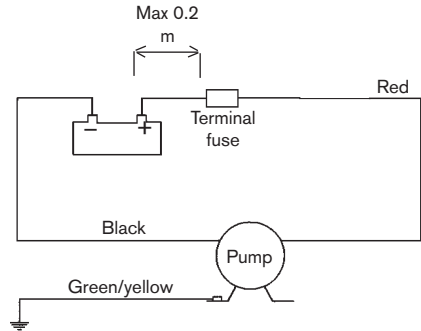 Max 0.2
m
Red
− +
Terminal
fuse
Black
Pump
Green/yellow